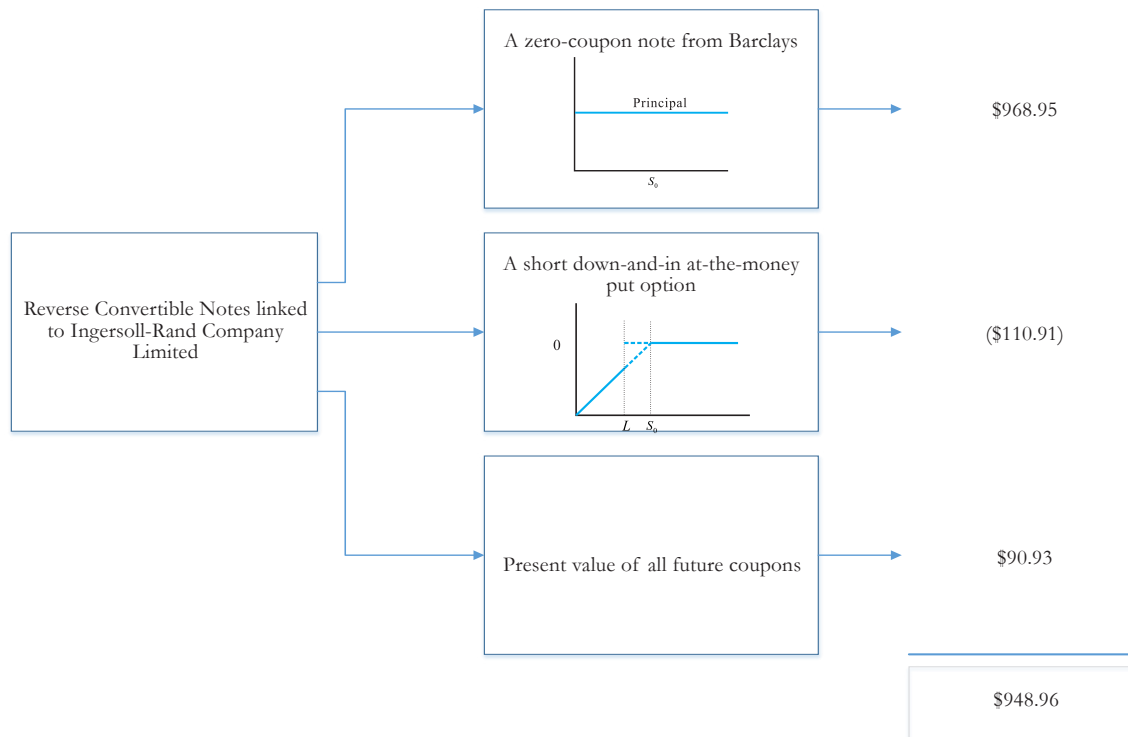 A zero-coupon note from Barclays
Principal
S₀
$968.95
Reverse Convertible Notes linked
to Ingersoll-Rand Company
Limited
A short down-and-in at-the-money
put option
0
L S₀
($110.91)
Present value of all future coupons
$90.93
$948.96